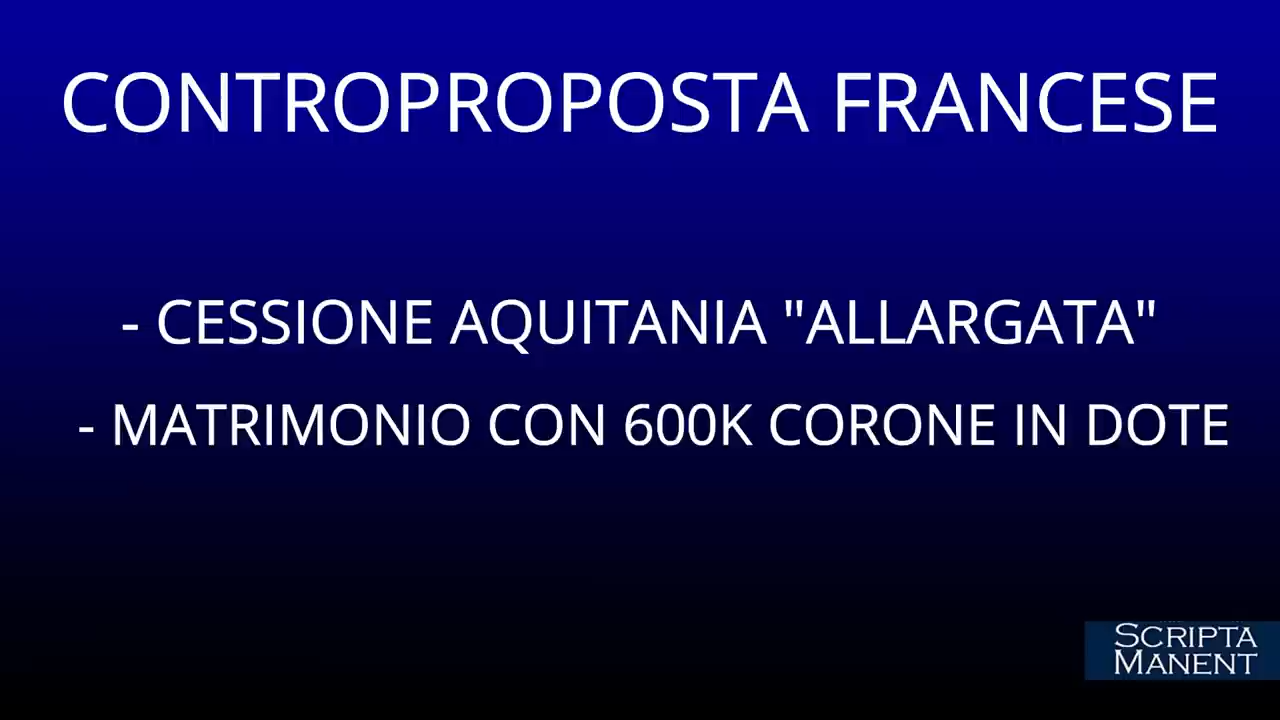 CONTROPROPOSTA FRANCESE
- CESSIONE AQUITANIA "ALLARGATA"
- MATRIMONIO CON 600K CORONE IN DOTE
SCRIPTA
MANENT